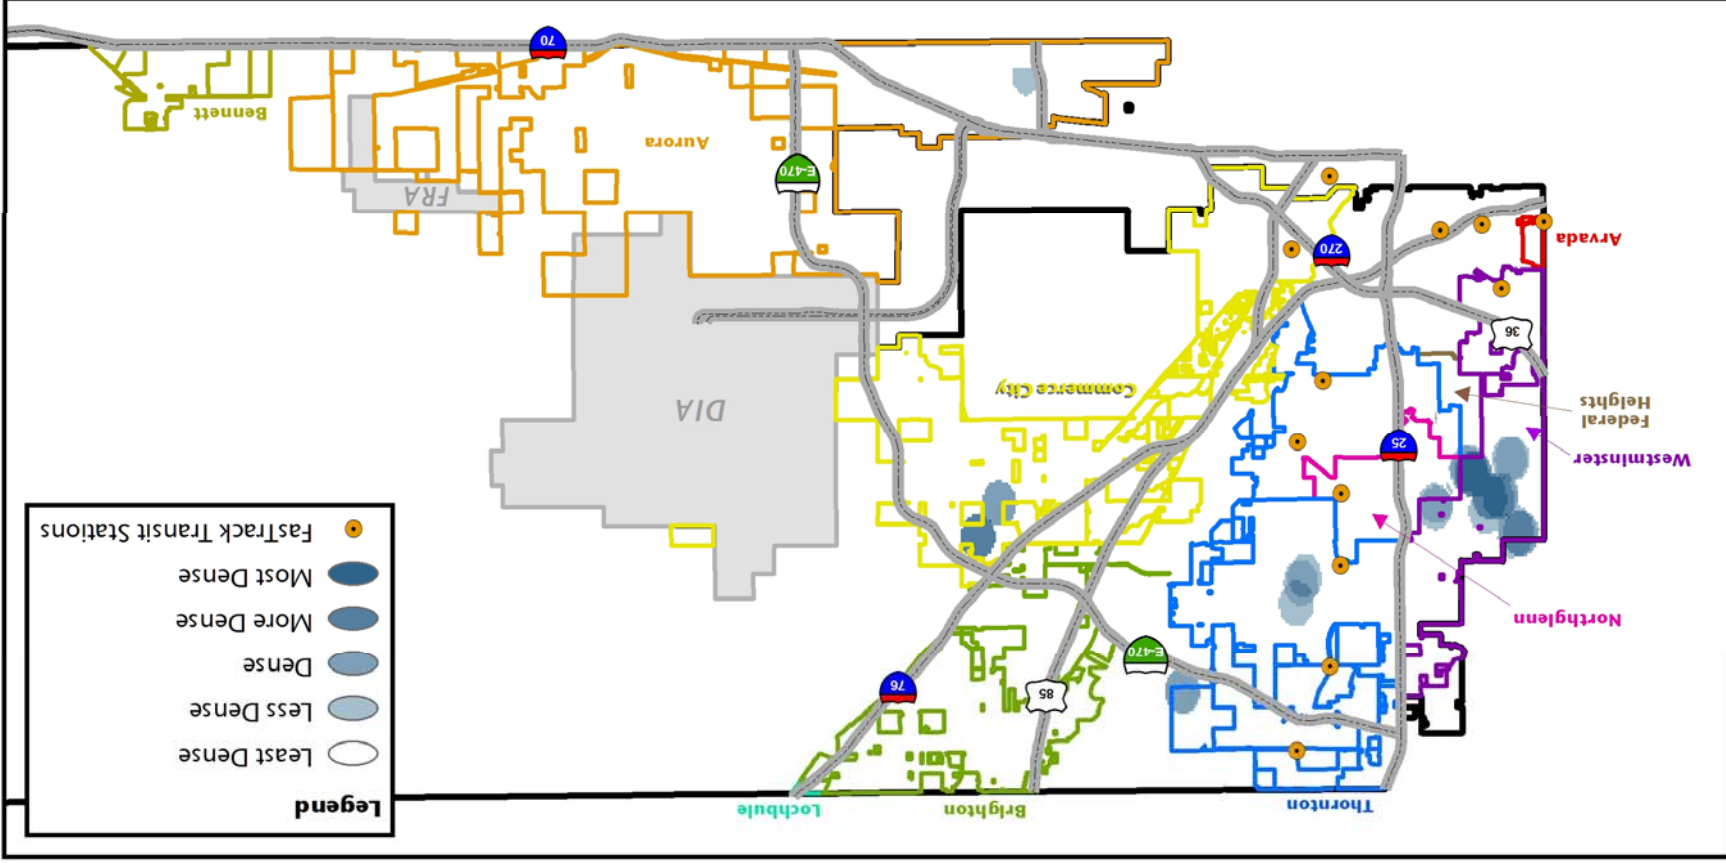 Thornton
Brighton
Lochbuie
Legend
Least Dense
Less Dense
Dense
More Dense
Most Dense
FasTrack Transit Stations
76
85
E-470
Northglenn
Westminster
Federal
Heights
25
36
Commerce City
DIA
270
Arvada
E-470
FRA
Aurora
Bennett
70